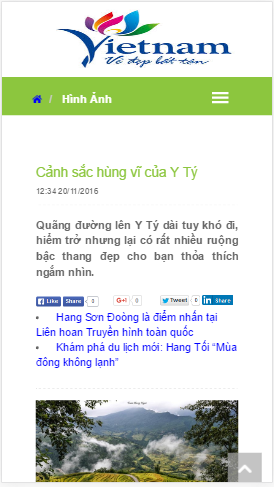 Vietnam
Vẻ đẹp bất tận
/ Hình Ảnh
Cảnh sắc hùng vĩ của Y Tý
12:34 20/11/2016
Quãng đường lên Y Tý dài tuy khó đi,
hiểm trở nhưng lại có rất nhiều ruộng
bậc thang đẹp cho bạn thỏa thích
ngắm nhìn.
Like Share 0 G+1 0 Tweet 0 in Share
• Hang Sơn Đoòng là điểm nhấn tại
Liên hoan Truyền hình toàn quốc
• Khám phá du lịch mới: Hang Tối “Mùa
đông không lạnh”